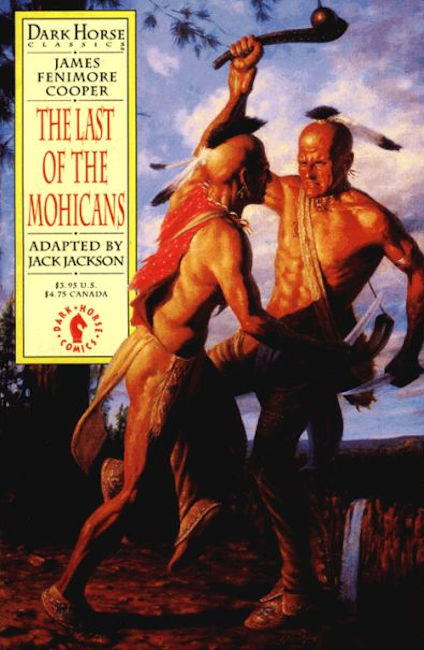 DARK HORSE
CLASSICS
JAMES
FENIMORE
COOPER
THE LAST
OF THE
MOHICANS
ADAPTED BY
JACK JACKSON
$3.95 U.S.
$4.75 CANADA
DARK HORSE
COMICS